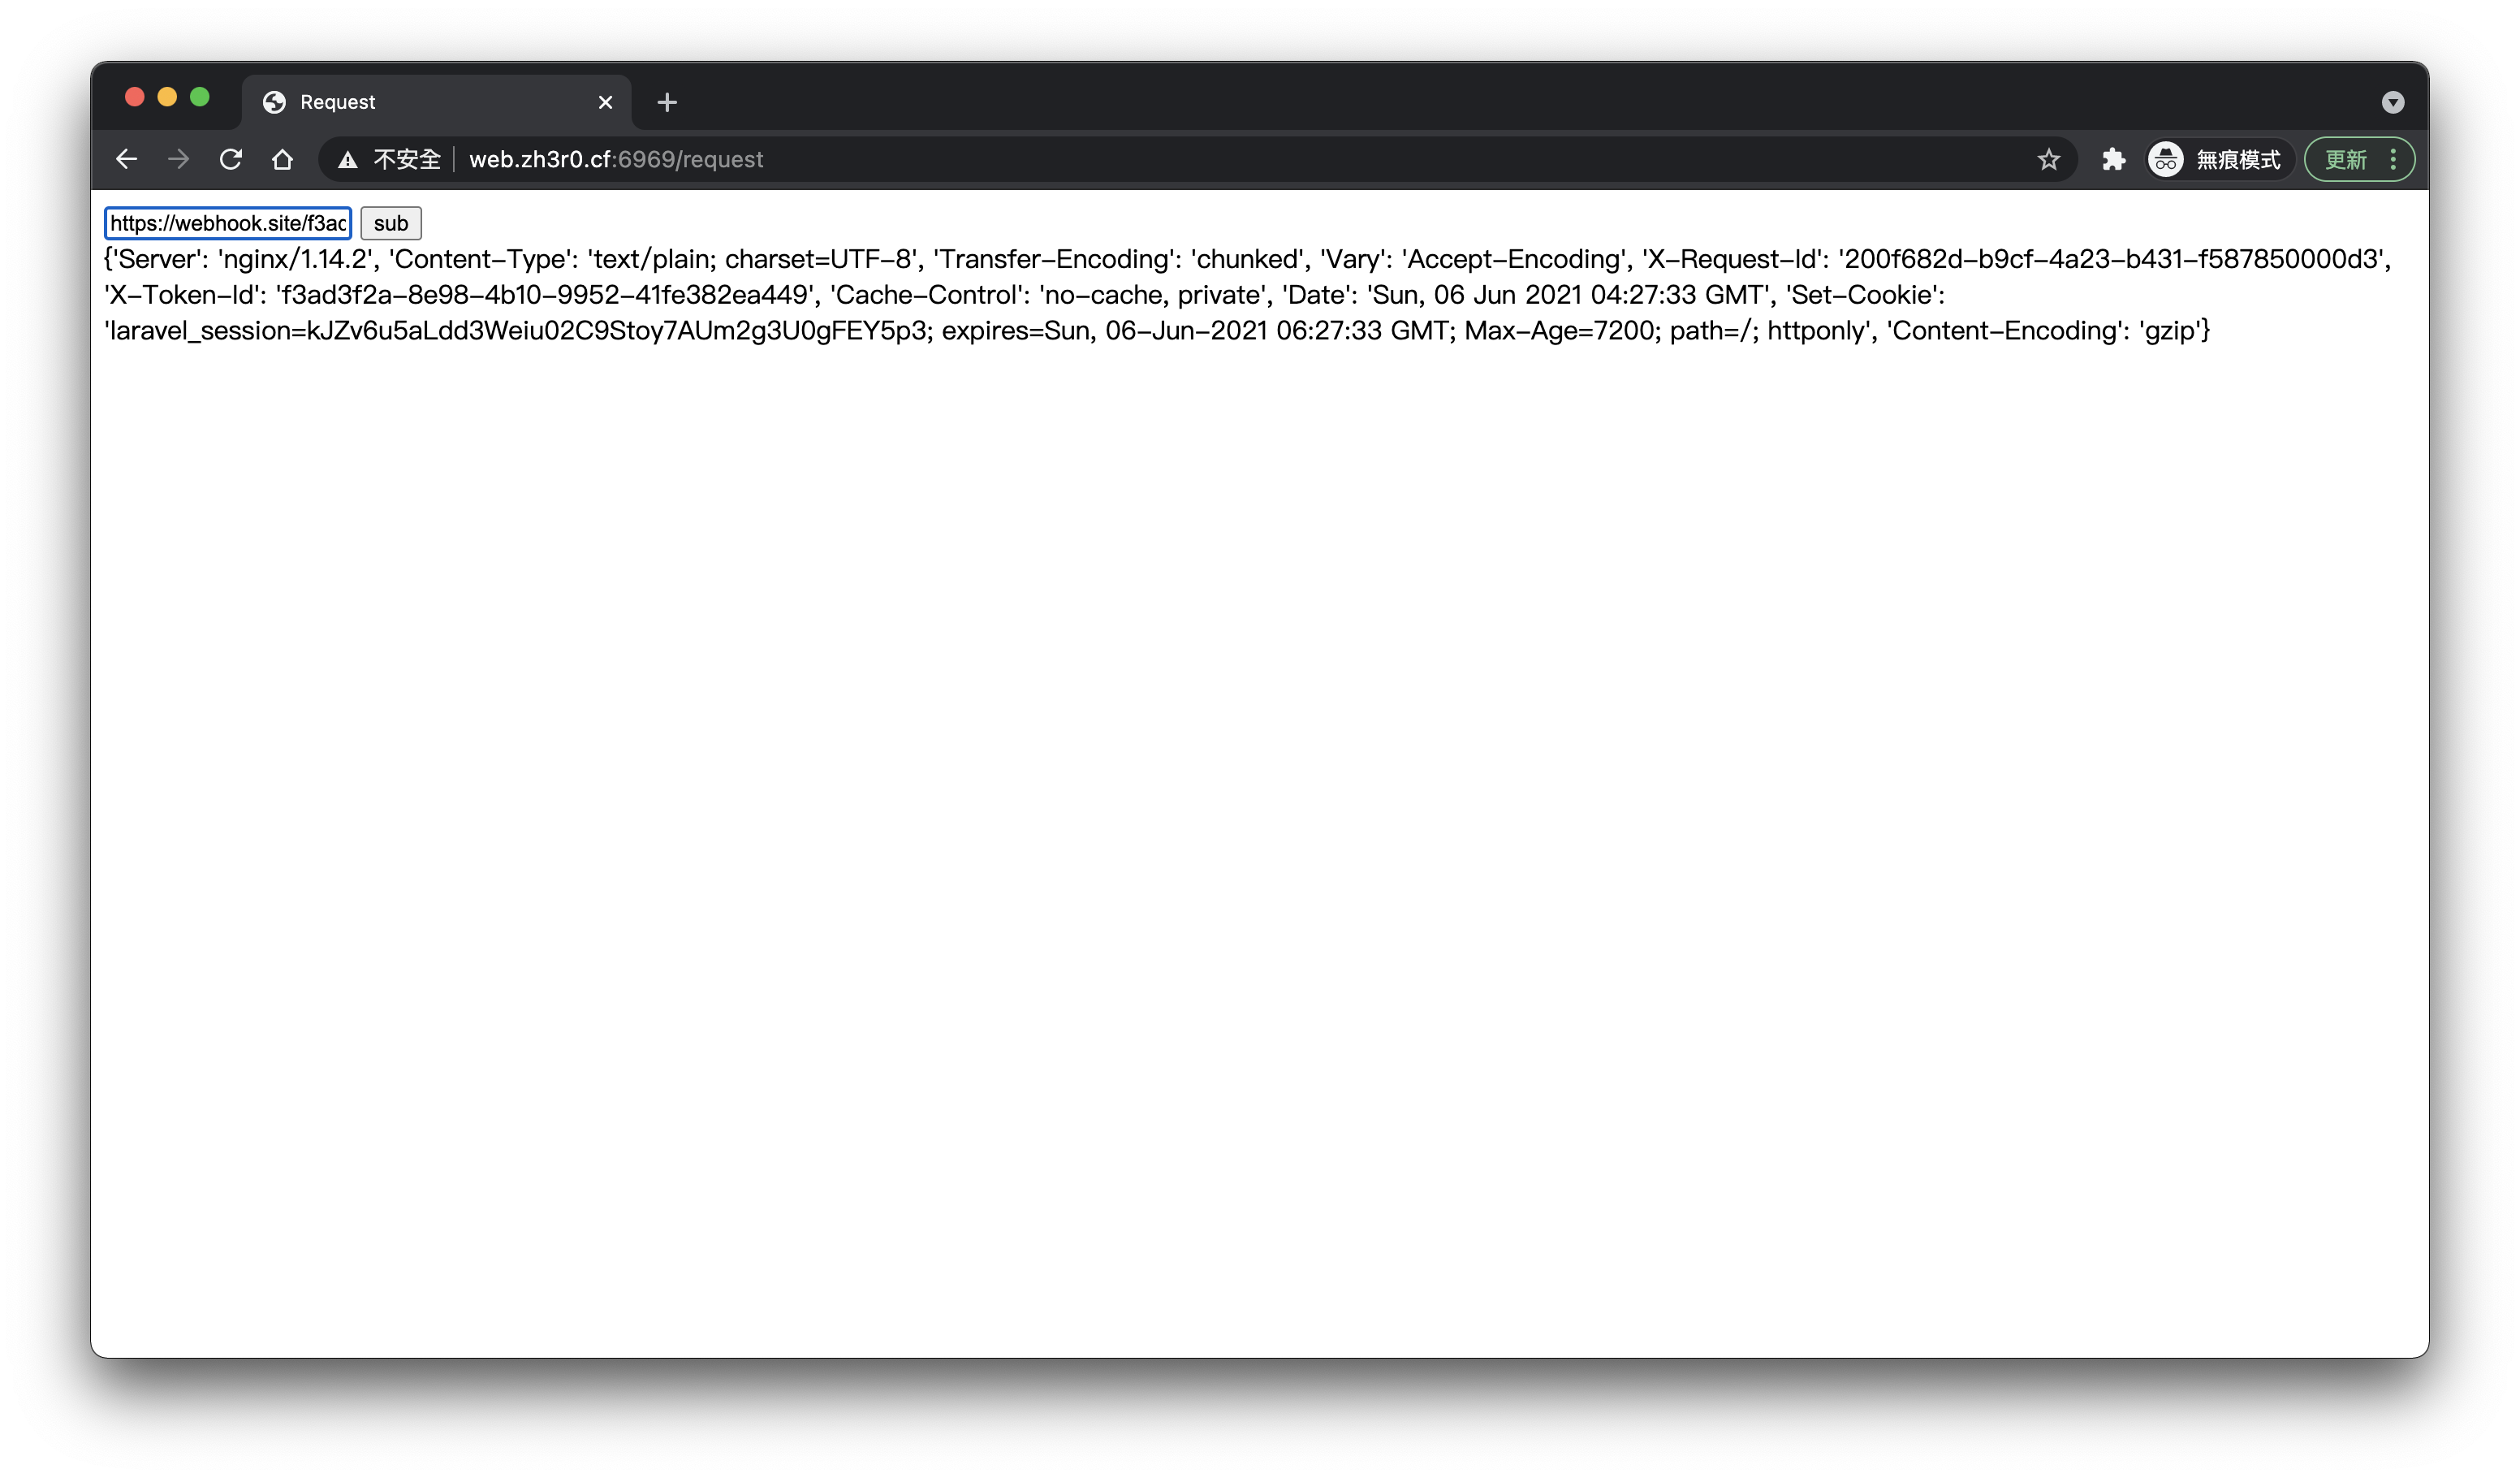 Request
不安全 web.zh3r0.cf:6969/request
無痕模式
更新
https://webhook.site/f3ad sub
{'Server': 'nginx/1.14.2', 'Content-Type': 'text/plain; charset=UTF-8', 'Transfer-Encoding': 'chunked', 'Vary': 'Accept-Encoding', 'X-Request-Id': '200f682d-b9cf-4a23-b431-f587850000d3',
'X-Token-Id': 'f3ad3f2a-8e98-4b10-9952-41fe382ea449', 'Cache-Control': 'no-cache, private', 'Date': 'Sun, 06 Jun 2021 04:27:33 GMT', 'Set-Cookie':
'laravel_session=kJZv6u5aLdd3Weiu02C9Stoy7AUm2g3U0gFEY5p3; expires=Sun, 06-Jun-2021 06:27:33 GMT; Max-Age=7200; path=/; httponly', 'Content-Encoding': 'gzip'}